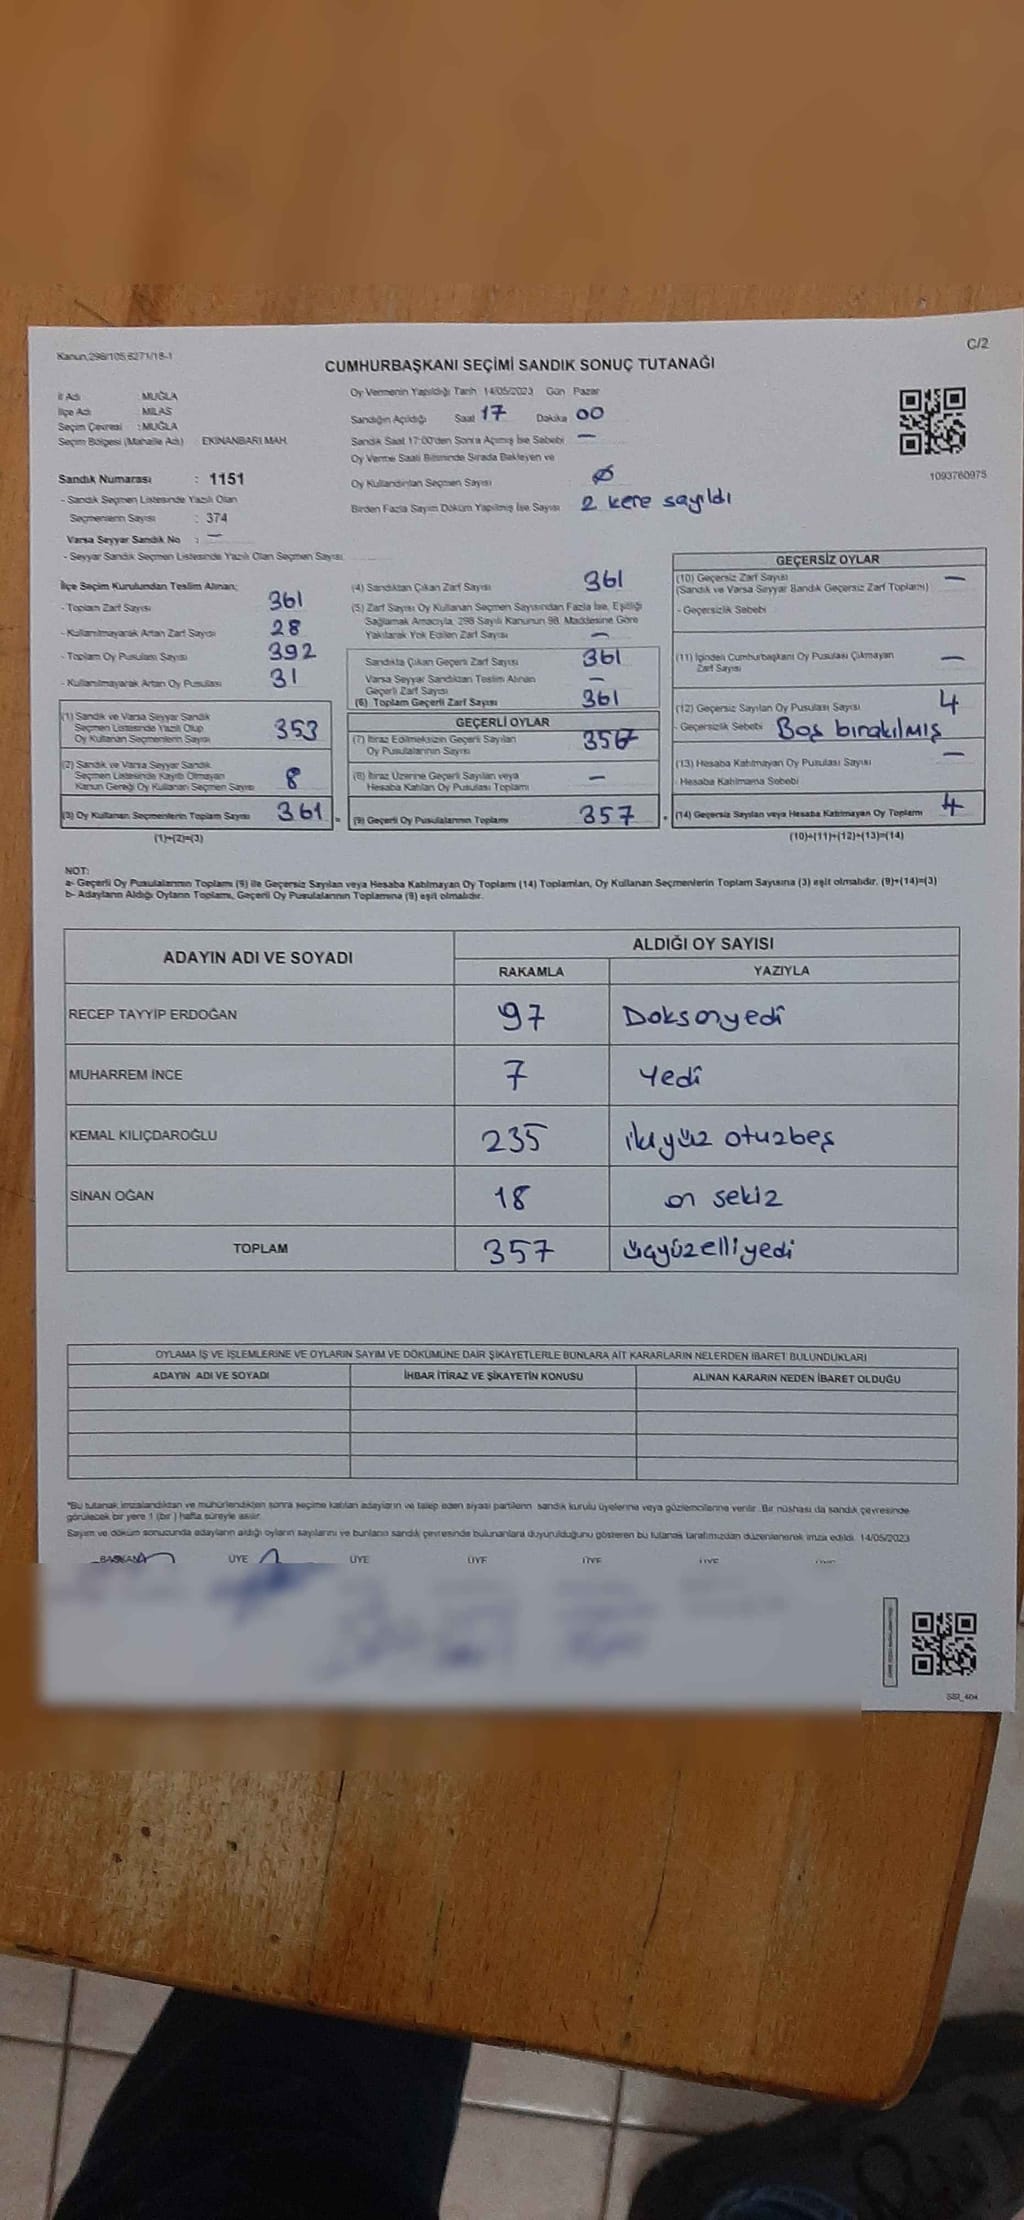 Kanun,298/105,6271/18-1
C/2
CUMHURBAŞKANI SEÇİMİ SANDIK SONUÇ TUTANAĞI
İl Adı MUĞLA
İlçe Adı MİLAS
Seçim Çevresi : MUĞLA
Seçim Bölgesi (Mahalle Adı) EKİNANBARI MAH.
Oy Vermenin Yapıldığı Tarih 14/05/2023 Gün Pazar
Sandığın Açıldığı Saat 17 Dakika 00
Sandık Saat 17:00'den Sonra Açılmış İse Sebebi —
Oy Verme Saati Bitiminde Sırada Bekleyen ve
Oy Kullandırılan Seçmen Sayısı : Ø
Birden Fazla Sayım Döküm Yapılmış İse Sayısı 2 kere sayıldı
1093760975
Sandık Numarası : 1151
- Sandık Seçmen Listesinde Yazılı Olan
Seçmenlerin Sayısı : 374
Varsa Seyyar Sandık No : —
- Seyyar Sandık Seçmen Listesinde Yazılı Olan Seçmen Sayısı
İlçe Seçim Kurulundan Teslim Alınan:
- Toplam Zarf Sayısı 361
- Kullanılmayarak Artan Zarf Sayısı 28
- Toplam Oy Pusulası Sayısı 392
- Kullanılmayarak Artan Oy Pusulası 31
(1) Sandık ve Varsa Seyyar Sandık
Seçmen Listesinde Yazılı Olup
Oy Kullanan Seçmenlerin Sayısı 353
(2) Sandık ve Varsa Seyyar Sandık
Seçmen Listesinde Kayıtlı Olmayan
Kanun Gereği Oy Kullanan Seçmen Sayısı 8
(3) Oy Kullanan Seçmenlerin Toplam Sayısı 361 =
(1)+(2)=(3)
(4) Sandıktan Çıkan Zarf Sayısı 361
(5) Zarf Sayısı Oy Kullanan Seçmen Sayısından Fazla İse, Eşitliği
Sağlamak Amacıyla, 298 Sayılı Kanunun 98. Maddesine Göre
Yakılarak Yok Edilen Zarf Sayısı —
Sandıkta Çıkan Geçerli Zarf Sayısı 361
Varsa Seyyar Sandıktan Teslim Alınan
Geçerli Zarf Sayısı —
(6) Toplam Geçerli Zarf Sayısı 361
GEÇERLİ OYLAR
(7) İtiraz Edilmeksizin Geçerli Sayılan
Oy Pusulalarının Sayısı 357
(8) İtiraz Üzerine Geçerli Sayılan veya
Hesaba Katılan Oy Pusulası Toplamı —
(9) Geçerli Oy Pusulalarının Toplamı 357 +
GEÇERSİZ OYLAR
(10) Geçersiz Zarf Sayısı —
(Sandık ve Varsa Seyyar Sandık Geçersiz Zarf Toplamı)
- Geçersizlik Sebebi
(11) İçinden Cumhurbaşkanı Oy Pusulası Çıkmayan
Zarf Sayısı —
(12) Geçersiz Sayılan Oy Pusulası Sayısı 4
- Geçersizlik Sebebi Boş bırakılmış
(13) Hesaba Katılmayan Oy Pusulası Sayısı —
- Hesaba Katılmama Sebebi
(14) Geçersiz Sayılan veya Hesaba Katılmayan Oy Toplamı 4
(10)+(11)+(12)+(13)=(14)
NOT:
a- Geçerli Oy Pusulalarının Toplamı (9) ile Geçersiz Sayılan veya Hesaba Katılmayan Oy Toplamı (14) Toplamları, Oy Kullanan Seçmenlerin Toplam Sayısına (3) eşit olmalıdır. (9)+(14)=(3)
b- Adayların Aldığı Oyların Toplamı, Geçerli Oy Pusulalarının Toplamına (9) eşit olmalıdır.
ADAYIN ADI VE SOYADI ALDIĞI OY SAYISI
RAKAMLA YAZIYLA
RECEP TAYYİP ERDOĞAN 97 Doksanyedi
MUHARREM İNCE 7 Yedi
KEMAL KILIÇDAROĞLU 235 ikiyüz otuzbeş
SİNAN OĞAN 18 on sekiz
TOPLAM 357 üçyüzelliyedi
OYLAMA İŞ VE İŞLEMLERİNE VE OYLARIN SAYIM VE DÖKÜMÜNE DAİR ŞİKAYETLERLE BUNLARA AİT KARARLARIN NELERDEN İBARET BULUNDUKLARI
ADAYIN ADI VE SOYADI İHBAR İTİRAZ VE ŞİKAYETİN KONUSU ALINAN KARARIN NEDEN İBARET OLDUĞU
*Bu tutanak imzalandıktan ve mühürlendikten sonra seçime katılan adayların ve talep eden siyasi partilerin sandık kurulu üyelerine veya gözlemcilerine verilir. Bir nüshası da sandık çevresinde
görülecek bir yere 1 (bir) hafta süreyle asılır.
Sayım ve döküm sonucunda adayların aldığı oyların sayılarını ve bunların sandık çevresinde bulunanlara duyurulduğunu gösteren bu tutanak tarafımızdan düzenlenerek imza edildi. 14/05/2023
BAŞKAN ÜYE ÜYE ÜYE ÜYE ÜYE
SSI_404